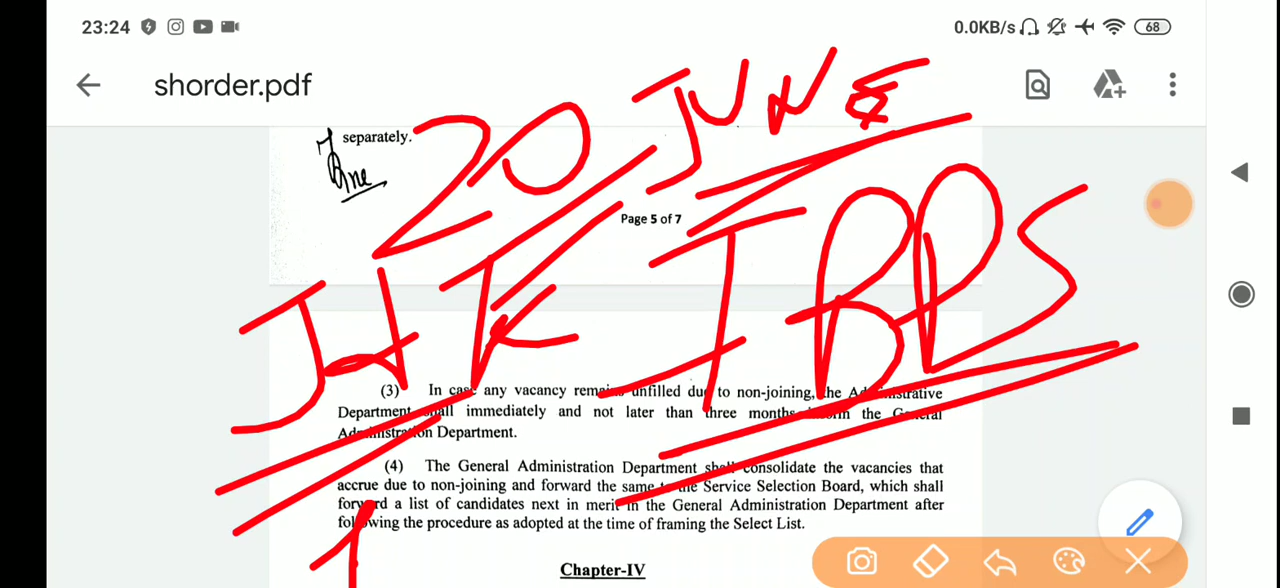 23:24
0.0KB/s
68
shorder.pdf
separately.
20 JUNE
Page 5 of 7
J&K IBPS
(3) In case any vacancy remains unfilled due to non-joining, the Administrative
Department shall immediately and not later than three months inform the General
Administration Department.
(4) The General Administration Department shall consolidate the vacancies that
accrue due to non-joining and forward the same to the Service Selection Board, which shall
forward a list of candidates next in merit in the General Administration Department after
following the procedure as adopted at the time of framing the Select List.
Chapter-IV